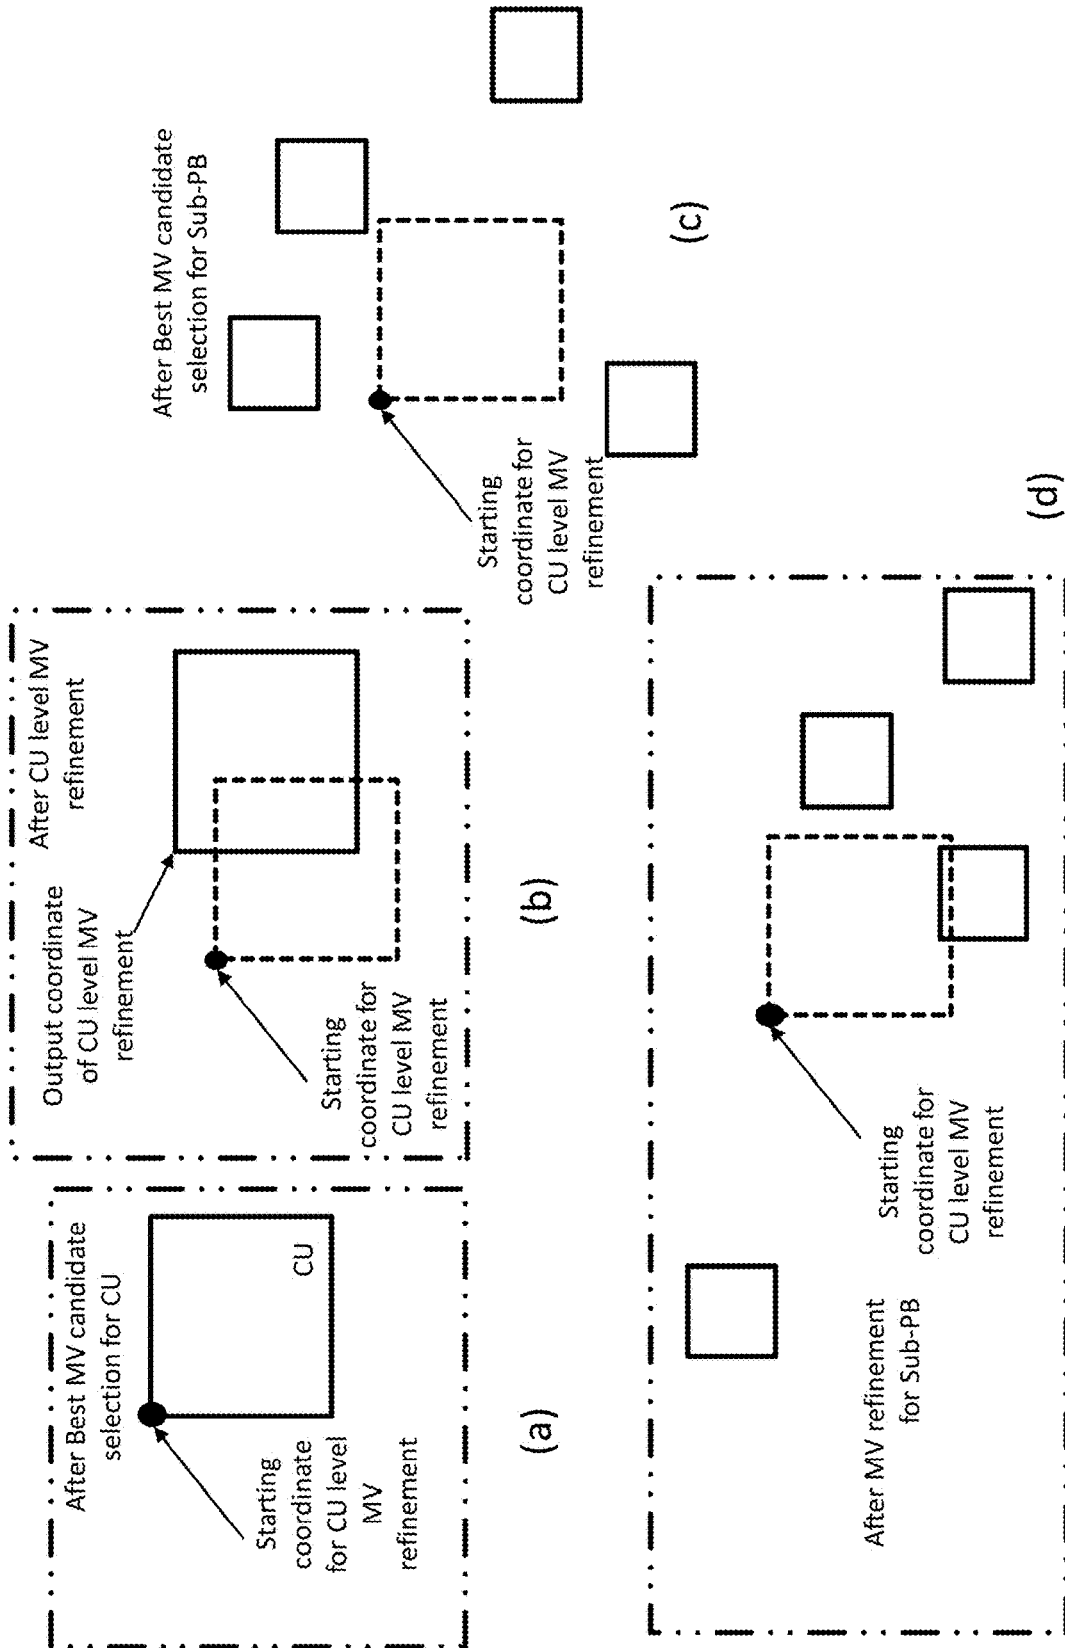 After Best MV candidate
selection for CU
CU
Starting
coordinate
for CU level
MV
refinement
(a)
After CU level MV
refinement
Output coordinate
of CU level MV
refinement
Starting
coordinate for
CU level MV
refinement
(b)
After Best MV candidate
selection for Sub-PB
Starting
coordinate for
CU level MV
refinement
(c)
After MV refinement
for Sub-PB
Starting
coordinate for
CU level MV
refinement
(d)